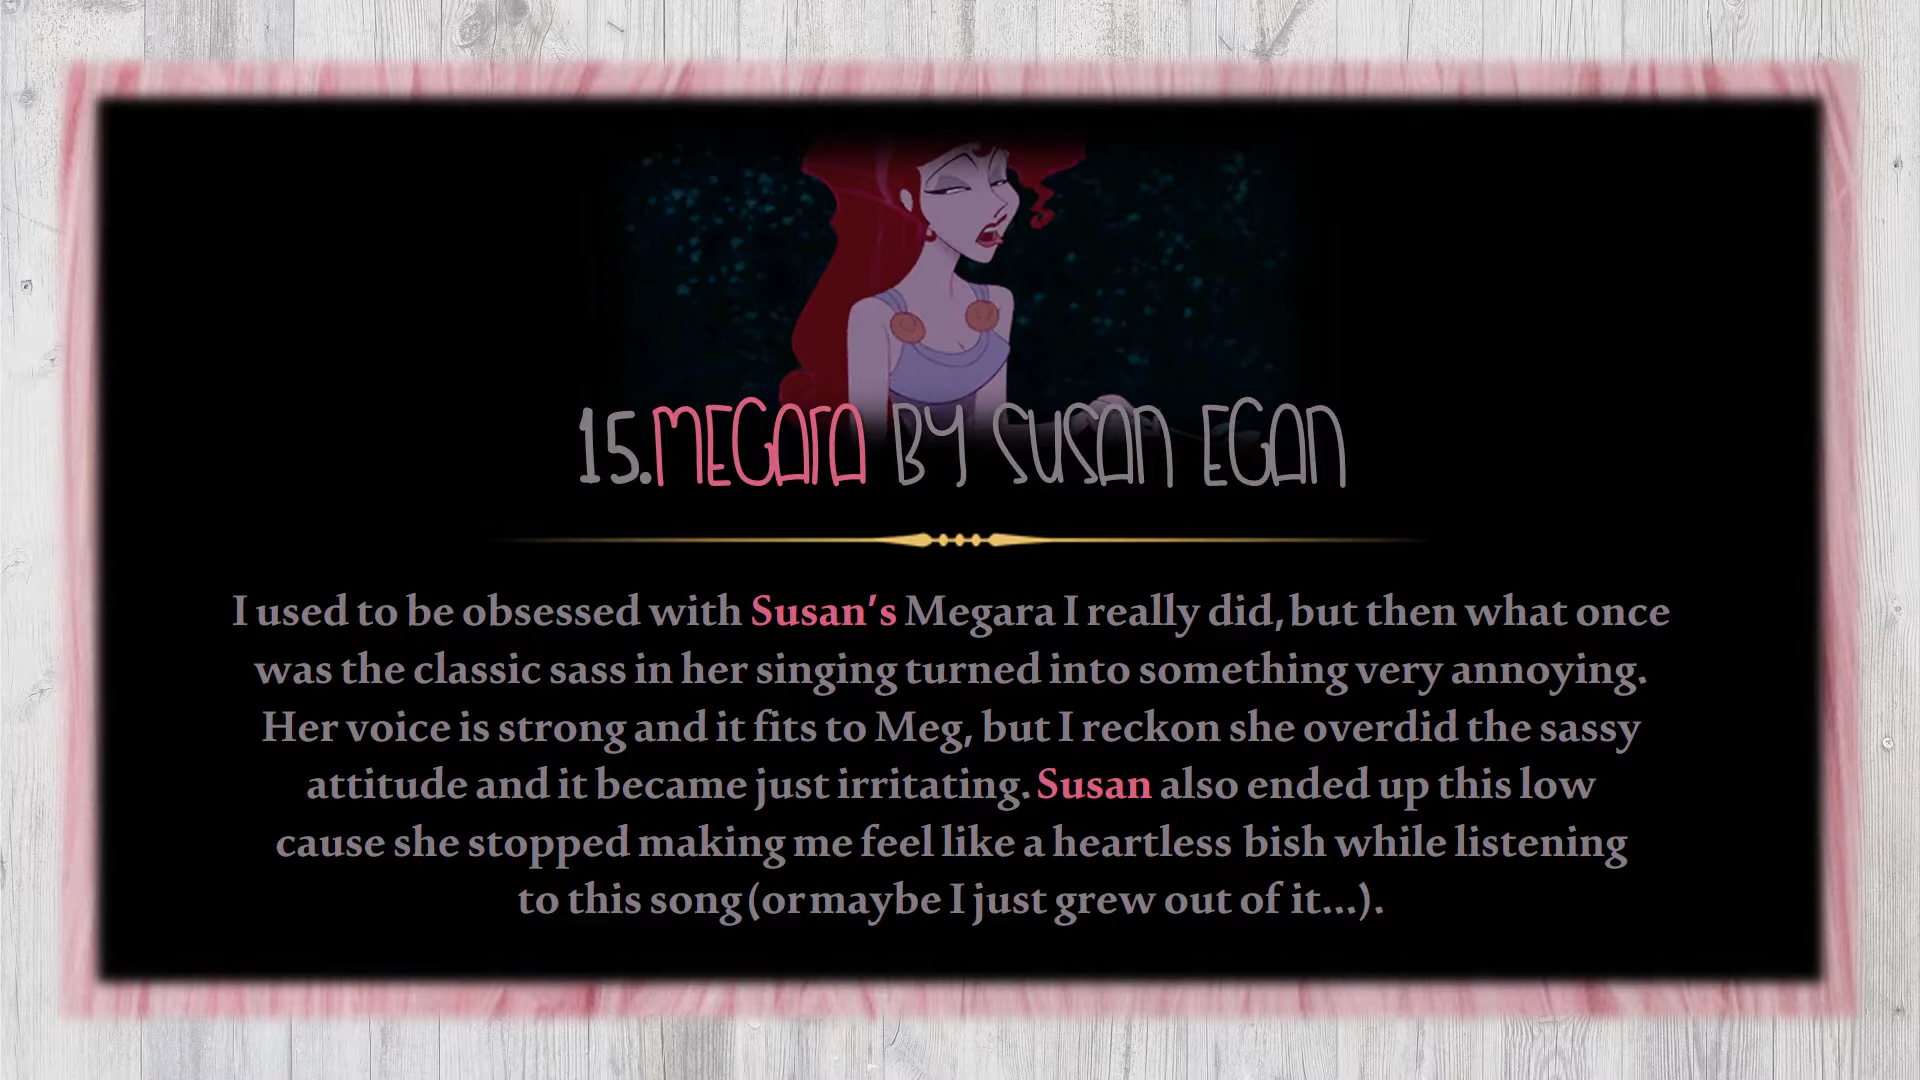 15.MEGARA BY SUSAN EGAN
I used to be obsessed with Susan's Megara I really did, but then what once
was the classic sass in her singing turned into something very annoying.
Her voice is strong and it fits to Meg, but I reckon she overdid the sassy
attitude and it became just irritating. Susan also ended up this low
cause she stopped making me feel like a heartless bish while listening
to this song (or maybe I just grew out of it...).